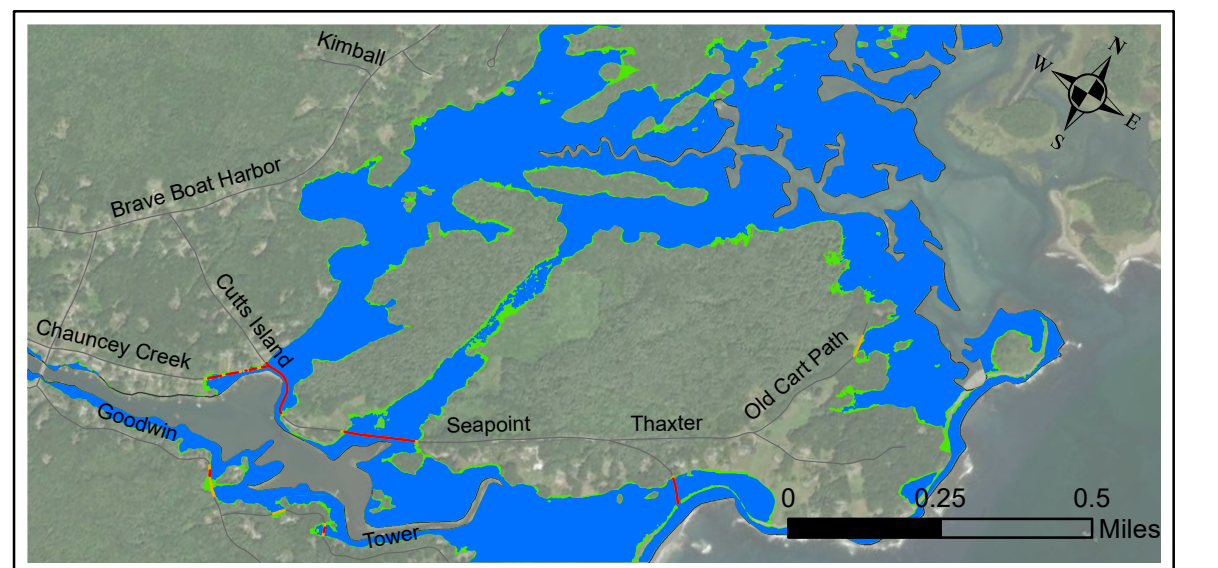 Kimball
N
W
E
S
Brave Boat Harbor
Cutts Island
Chauncey Creek
Old Cart Path
Goodwin
Seapoint
Thaxter
0 0.25 0.5
Miles
Tower